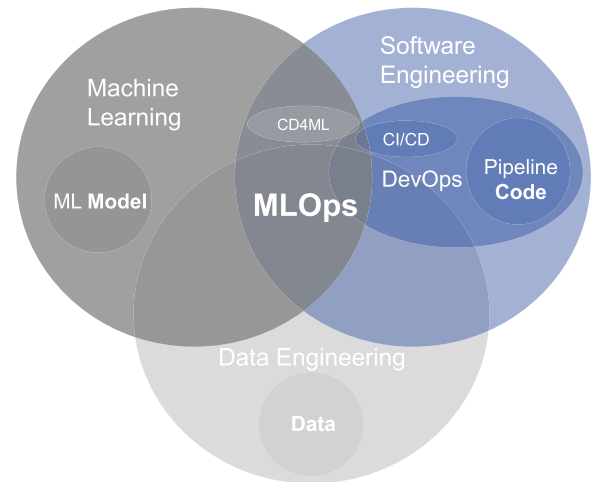 Software
Engineering
Machine
Learning
CD4ML
CI/CD
Pipeline
Code
DevOps
ML Model
MLOps
Data Engineering
Data